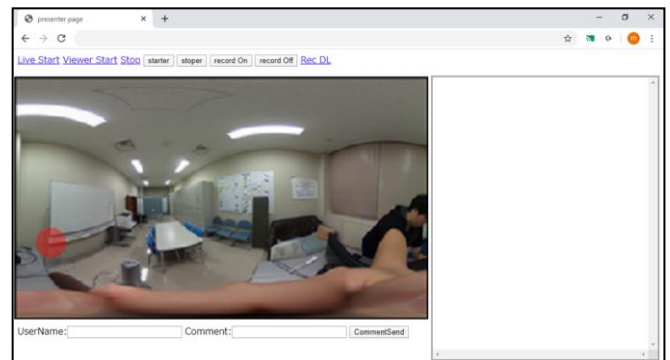 presenter page
Live Start Viewer Start Stop starter stoper record On record Off Rec DL
UserName: Comment: CommentSend